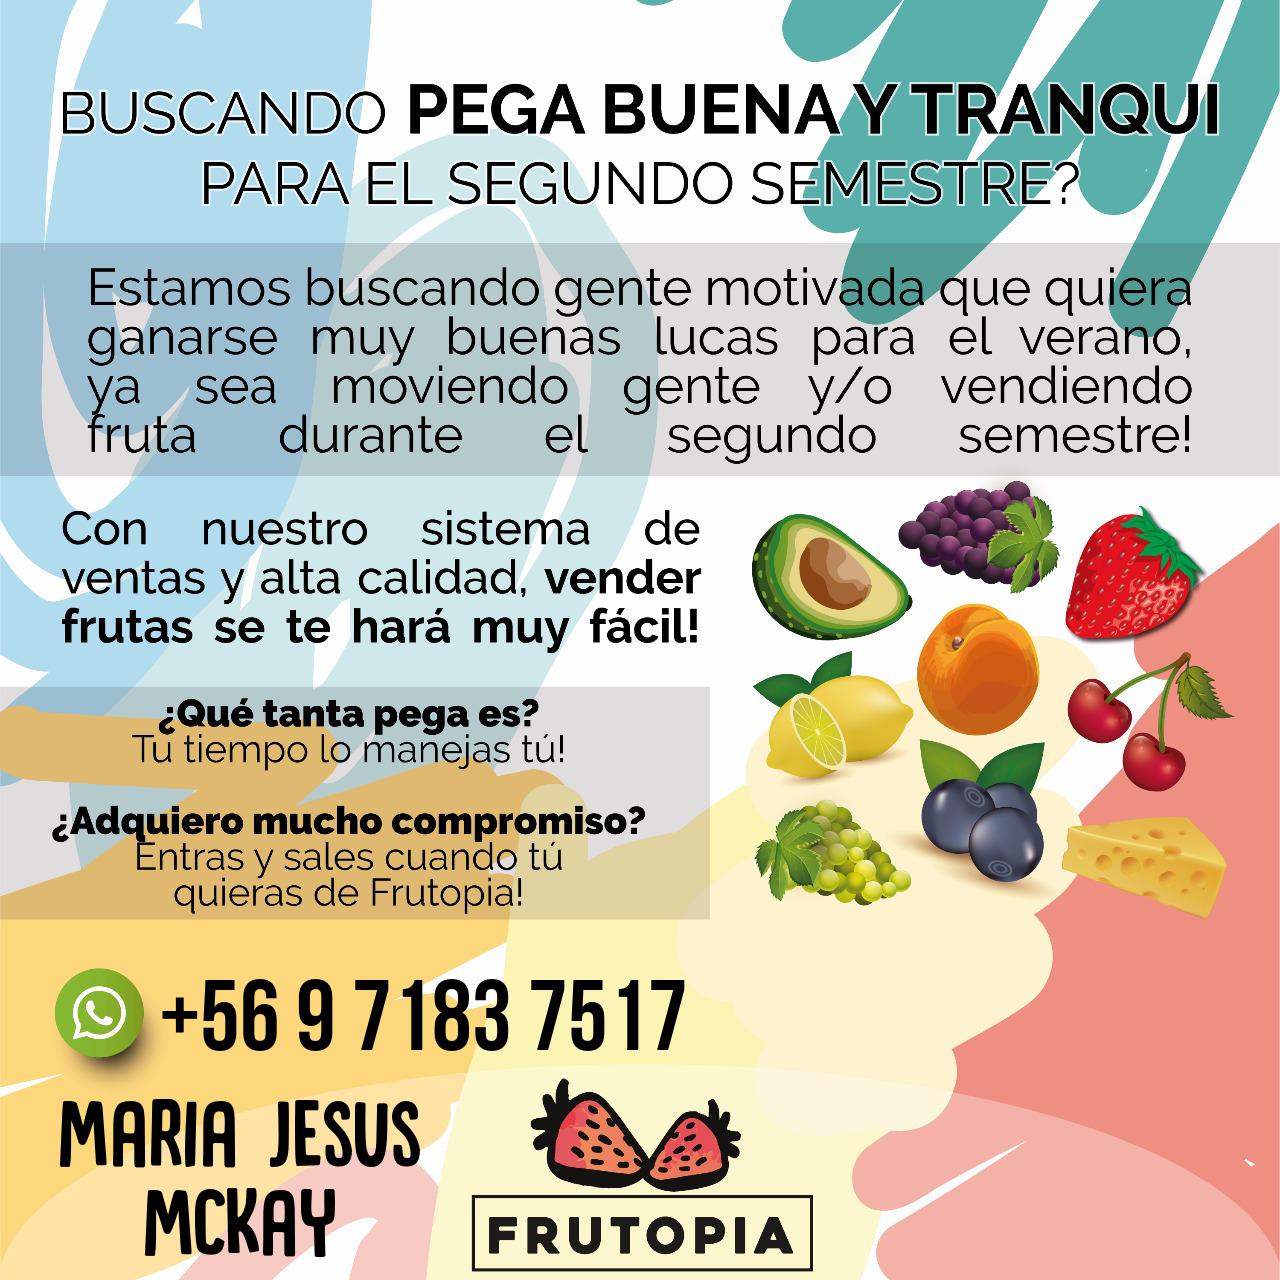 BUSCANDO PEGA BUENA Y TRANQUI
PARA EL SEGUNDO SEMESTRE?
Estamos buscando gente motivada que quiera
ganarse muy buenas lucas para el verano,
ya sea moviendo gente y/o vendiendo
fruta durante el segundo semestre!
Con nuestro sistema de
ventas y alta calidad, vender
frutas se te hará muy fácil!
¿Qué tanta pega es?
Tu tiempo lo manejas tú!
¿Adquiero mucho compromiso?
Entras y sales cuando tú
quieras de Frutopia!
+56 9 7183 7517
MARIA JESUS
MCKAY
FRUTOPIA